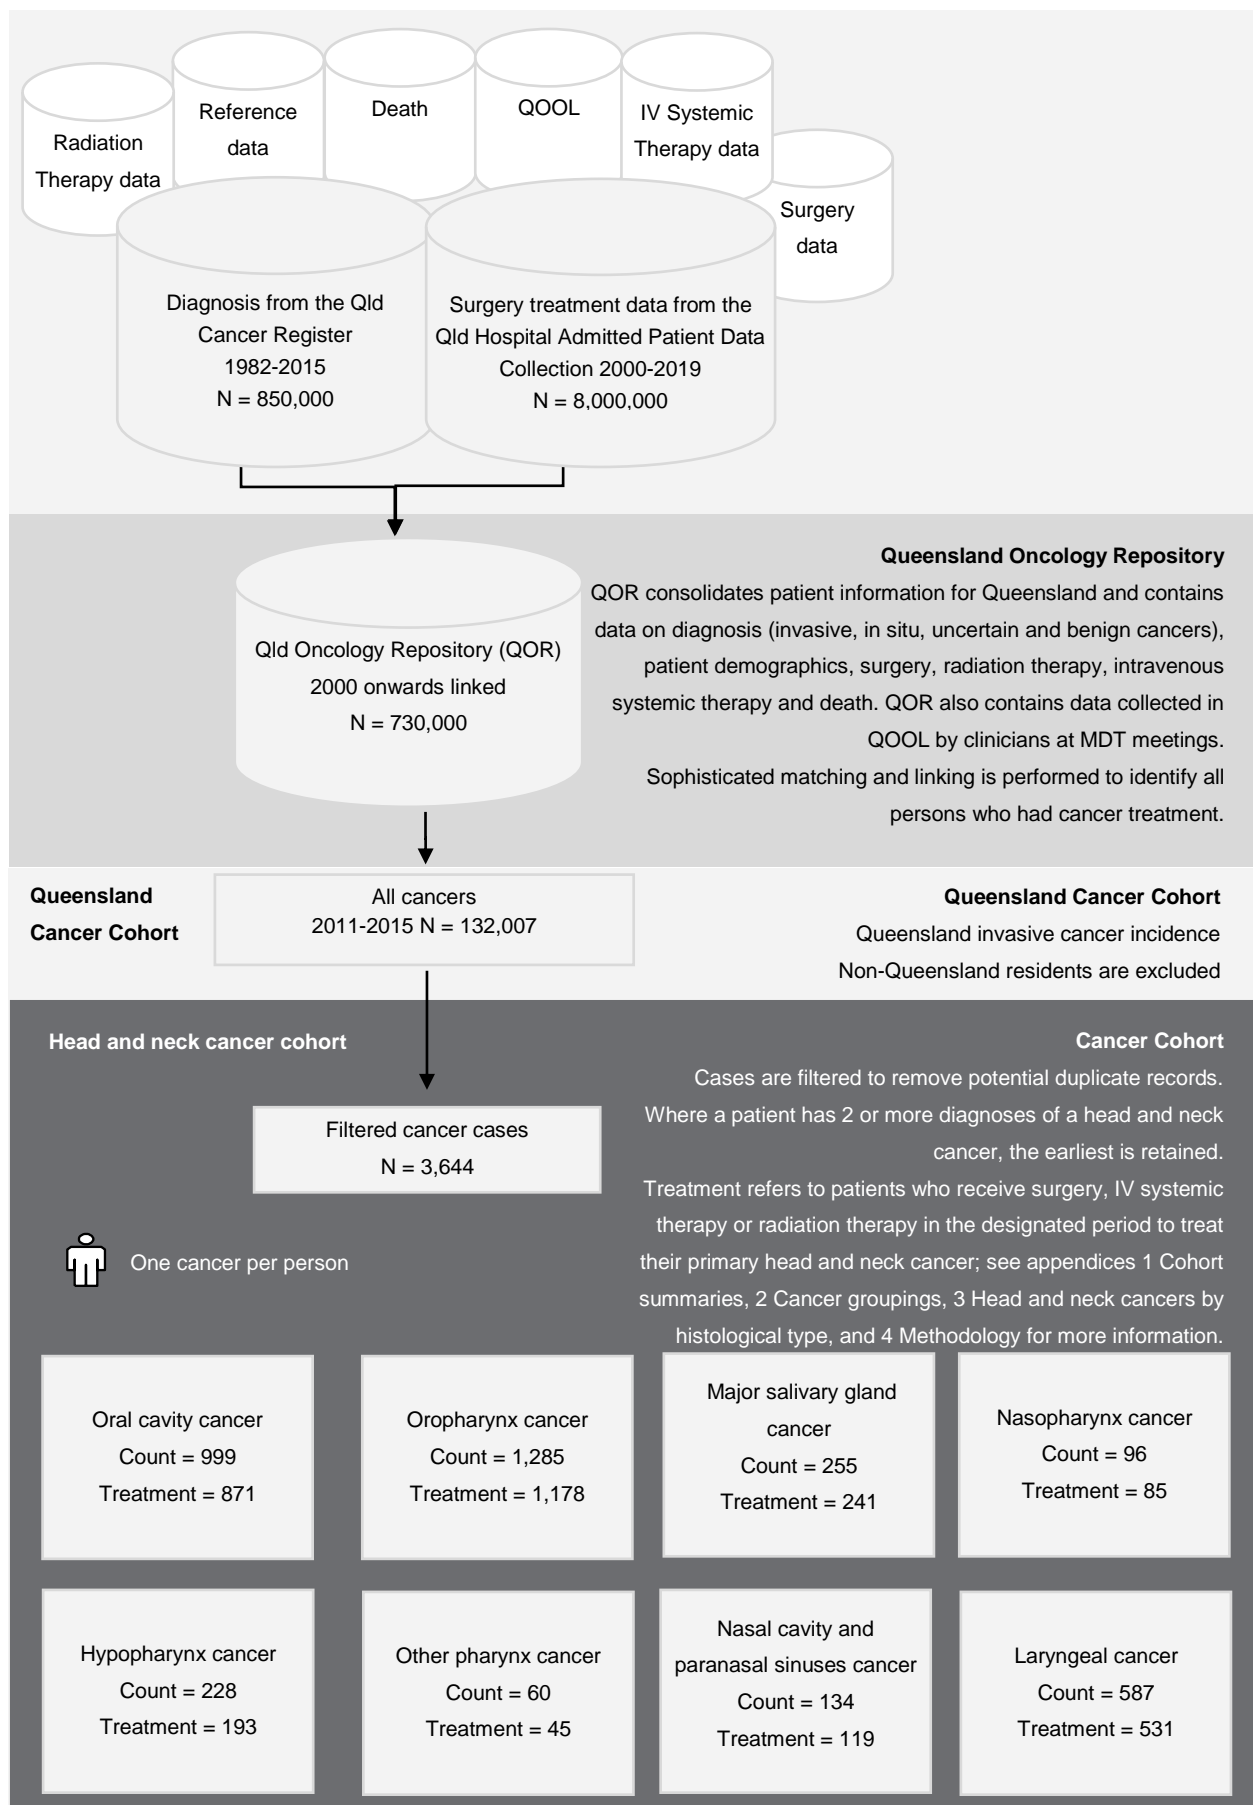 Radiation
Therapy data
Reference
data
Death
QOOL
IV Systemic
Therapy data
Surgery
data
Diagnosis from the Qld
Cancer Register
1982-2015
N = 850,000
Surgery treatment data from the
Qld Hospital Admitted Patient Data
Collection 2000-2019
N = 8,000,000
Qld Oncology Repository (QOR)
2000 onwards linked
N = 730,000
Queensland Oncology Repository
QOR consolidates patient information for Queensland and contains
data on diagnosis (invasive, in situ, uncertain and benign cancers),
patient demographics, surgery, radiation therapy, intravenous
systemic therapy and death. QOR also contains data collected in
QOOL by clinicians at MDT meetings.
Sophisticated matching and linking is performed to identify all
persons who had cancer treatment.
Queensland
Cancer Cohort
All cancers
2011-2015 N = 132,007
Queensland Cancer Cohort
Queensland invasive cancer incidence
Non-Queensland residents are excluded
Head and neck cancer cohort
Filtered cancer cases
N = 3,644
One cancer per person
Cancer Cohort
Cases are filtered to remove potential duplicate records.
Where a patient has 2 or more diagnoses of a head and neck
cancer, the earliest is retained.
Treatment refers to patients who receive surgery, IV systemic
therapy or radiation therapy in the designated period to treat
their primary head and neck cancer; see appendices 1 Cohort
summaries, 2 Cancer groupings, 3 Head and neck cancers by
histological type, and 4 Methodology for more information.
Oral cavity cancer
Count = 999
Treatment = 871
Oropharynx cancer
Count = 1,285
Treatment = 1,178
Major salivary gland
cancer
Count = 255
Treatment = 241
Nasopharynx cancer
Count = 96
Treatment = 85
Hypopharynx cancer
Count = 228
Treatment = 193
Other pharynx cancer
Count = 60
Treatment = 45
Nasal cavity and
paranasal sinuses cancer
Count = 134
Treatment = 119
Laryngeal cancer
Count = 587
Treatment = 531